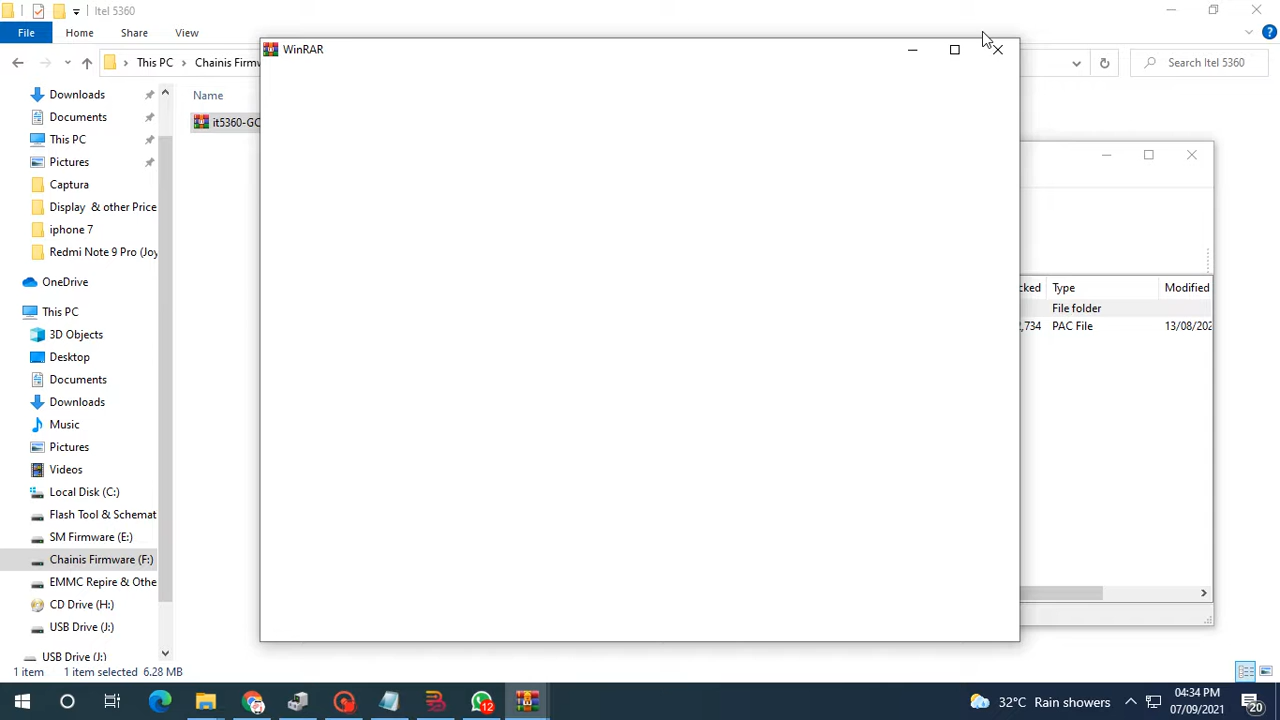 Itel 5360
File
Home
Share
View
This PC
Chainis Firmw
Search Itel 5360
WinRAR
Downloads
Documents
This PC
Pictures
Captura
Display & other Price
iphone 7
Redmi Note 9 Pro (Joy
OneDrive
This PC
3D Objects
Desktop
Documents
Downloads
Music
Pictures
Videos
Local Disk (C:)
Flash Tool & Schemat
SM Firmware (E:)
Chainis Firmware (F:)
EMMC Repire & Othe
CD Drive (H:)
USB Drive (J:)
USB Drive (J:)
Name
it5360-GC
cked
Type
Modified
File folder
2,734
PAC File
13/08/202
1 item
1 item selected 6.28 MB
12
32°C Rain showers
04:34 PM
07/09/2021
20